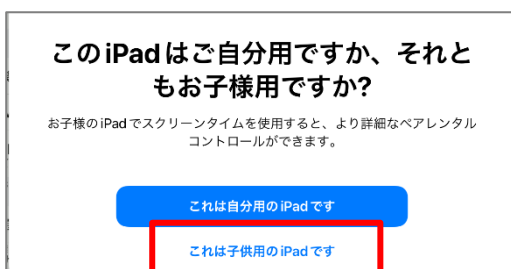 このiPadはご自分用ですか、それと
もお子様用ですか?
お子様のiPadでスクリーンタイムを使用すると、より詳細なペアレンタル
コントロールができます。
これは自分用のiPadです
これは子供用のiPadです